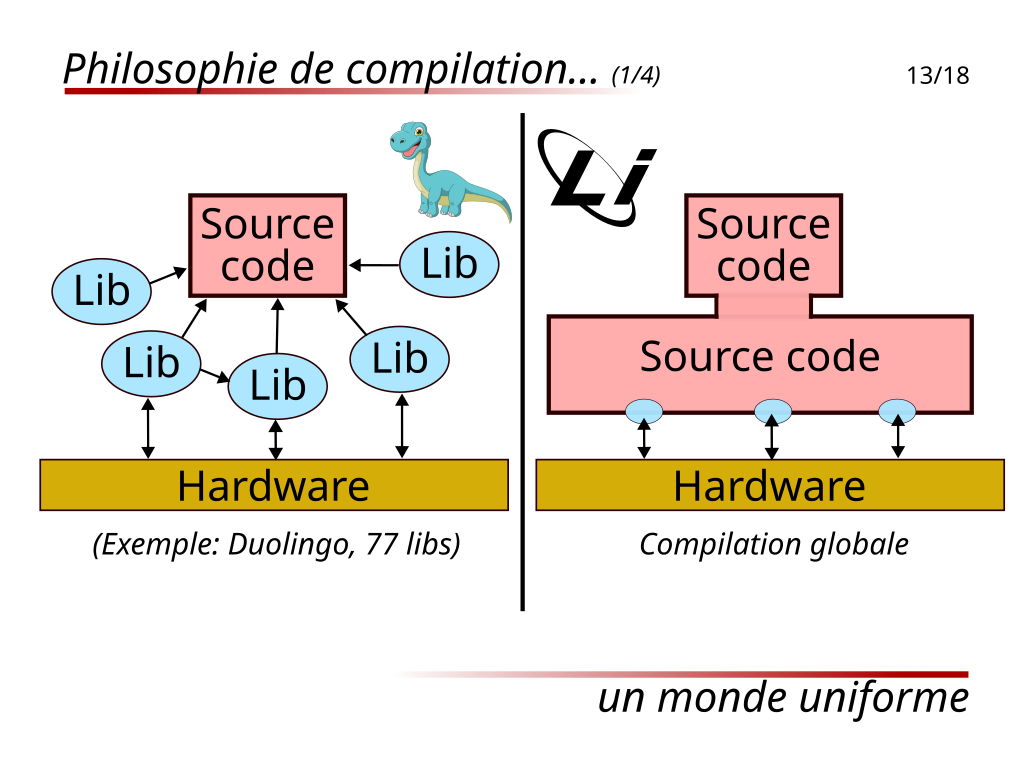 Philosophie de compilation... (1/4)
13/18
Li
Source
code
Lib
Lib
Lib
Lib
Lib
Hardware
(Exemple: Duolingo, 77 libs)
Source
code
Source code
Hardware
Compilation globale
un monde uniforme